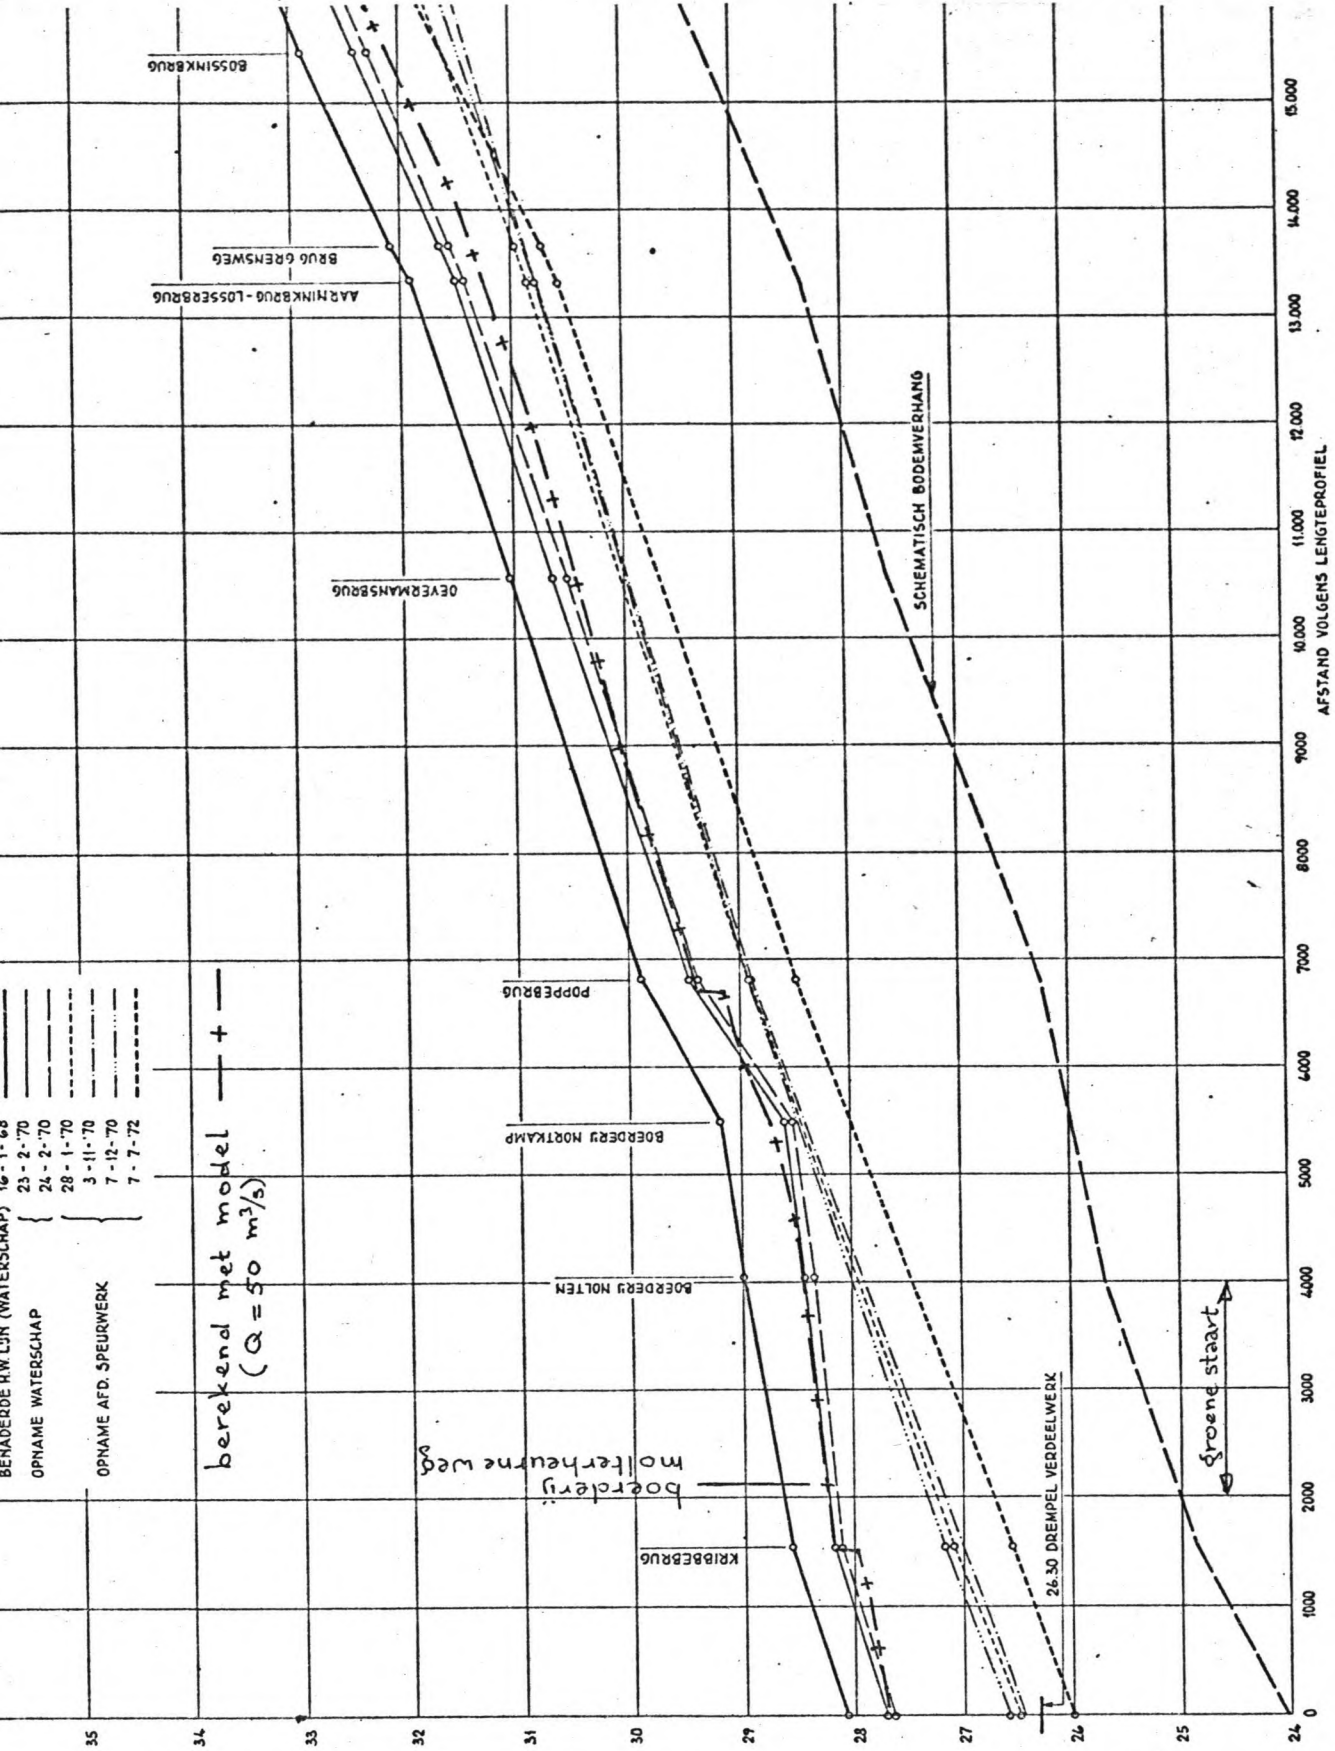 BENADERDE H.W. LIJN (WATERSCHAP) 16-1-'68
OPNAME WATERSCHAP
23-2-'70
24-2-'70
OPNAME AFD. SPEURWERK
28-1-'70
3-11-'70
7-12-'70
7-7-'72
berekend met model —+—
(Q = 50 m³/s)
KRIBBEBRUG
boerderij
molterheurne weg
BOERDERIJ NOLTEN
BOERDERIJ NORTKAMP
POPPEBRUG
OEVERMANSBRUG
AARNINKBRUG-LOSSERBRUG
BRUG GRENSWEG
BOSSINKBRUG
SCHEMATISCH BODEMVERHANG
26.30 DREMPEL VERDEELWERK
groene staart
35
34
33
32
31
30
29
28
27
26
25
24
0
1000
2000
3000
4000
5000
6000
7000
8000
9000
10.000
11.000
12.000
13.000
14.000
15.000
AFSTAND VOLGENS LENGTEPROFIEL